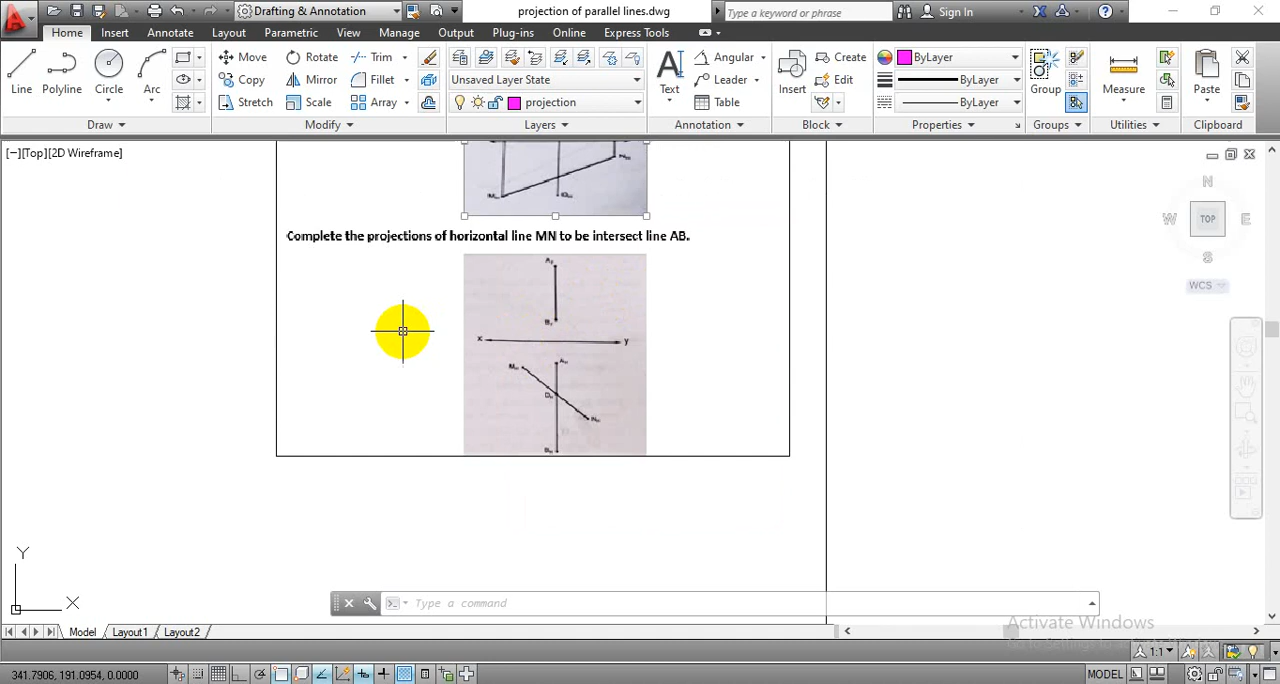 Drafting & Annotation
projection of parallel lines.dwg
Type a keyword or phrase
Sign In
Home Insert Annotate Layout Parametric View Manage Output Plug-ins Online Express Tools
Line Polyline Circle Arc
Move Rotate Trim
Copy Mirror Fillet
Stretch Scale Array
Unsaved Layer State
projection
Text
Angular
Leader
Table
Insert
Create
Edit
ByLayer
ByLayer
ByLayer
Group
Measure
Paste
Draw Modify Layers Annotation Block Properties Groups Utilities Clipboard
[−][Top][2D Wireframe]
N
W TOP E
S
WCS
Complete the projections of horizontal line MN to be intersect line AB.
x y
Y
X
Type a command
Activate Windows
Model Layout1 Layout2
1:1
341.7906, 191.0954, 0.0000
MODEL